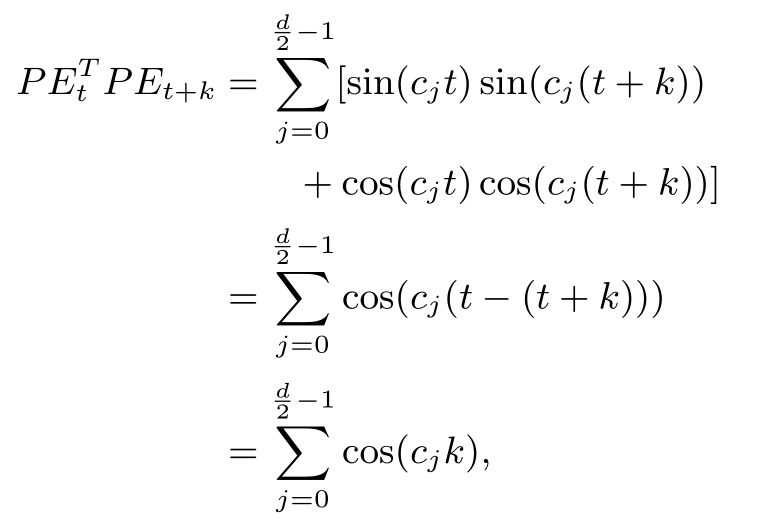 $PE_t^T PE_{t+k} = \sum_{j=0}^{\frac{d}{2}-1} [\sin(c_j t) \sin(c_j(t+k))$
$+ \cos(c_j t) \cos(c_j(t+k))]$
$= \sum_{j=0}^{\frac{d}{2}-1} \cos(c_j(t-(t+k)))$
$= \sum_{j=0}^{\frac{d}{2}-1} \cos(c_j k),$